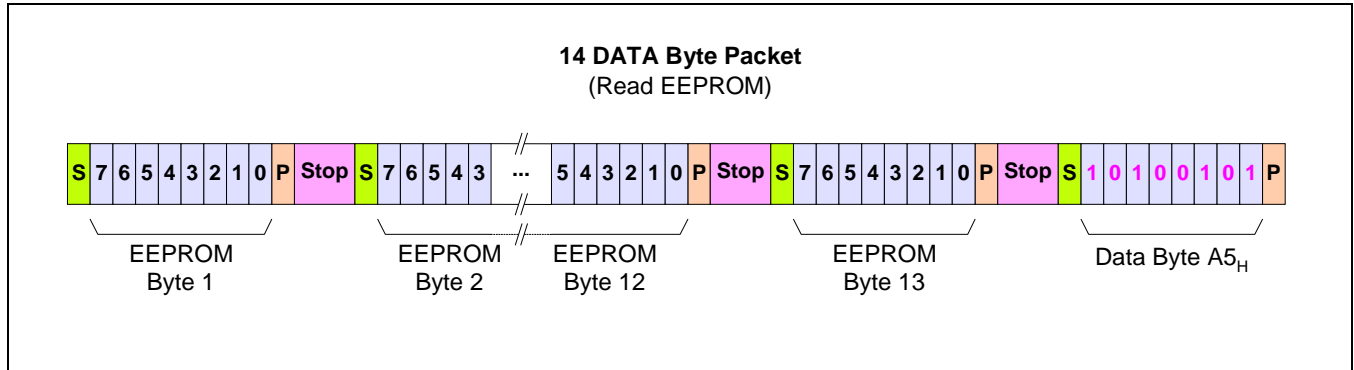 14 DATA Byte Packet
(Read EEPROM)
S 7 6 5 4 3 2 1 0 P Stop S 7 6 5 4 3 ... 5 4 3 2 1 0 P Stop S 7 6 5 4 3 2 1 0 P Stop S 1 0 1 0 0 1 0 1 P
EEPROM EEPROM EEPROM EEPROM Data Byte A5H
Byte 1 Byte 2 Byte 12 Byte 13